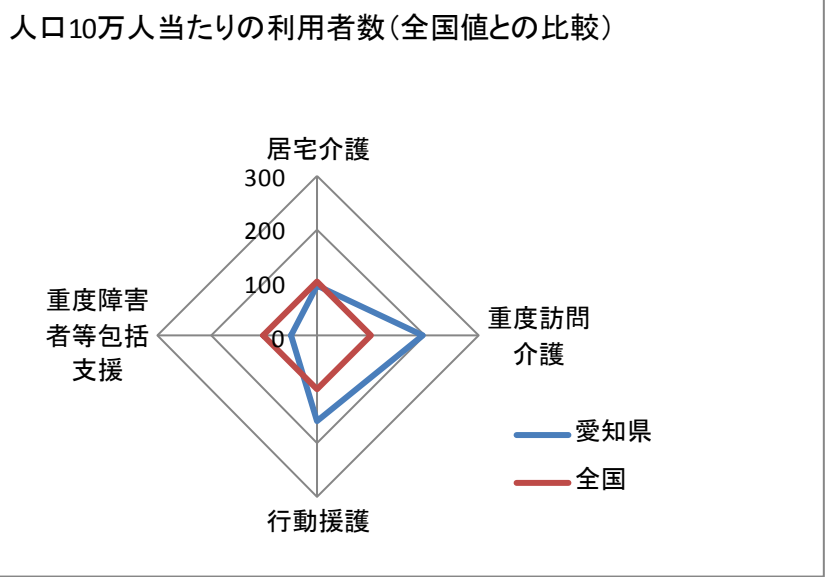 人口10万人当たりの利用者数（全国値との比較）
居宅介護
300
200
100
0
重度障害
者等包括
支援
重度訪問
介護
愛知県
全国
行動援護